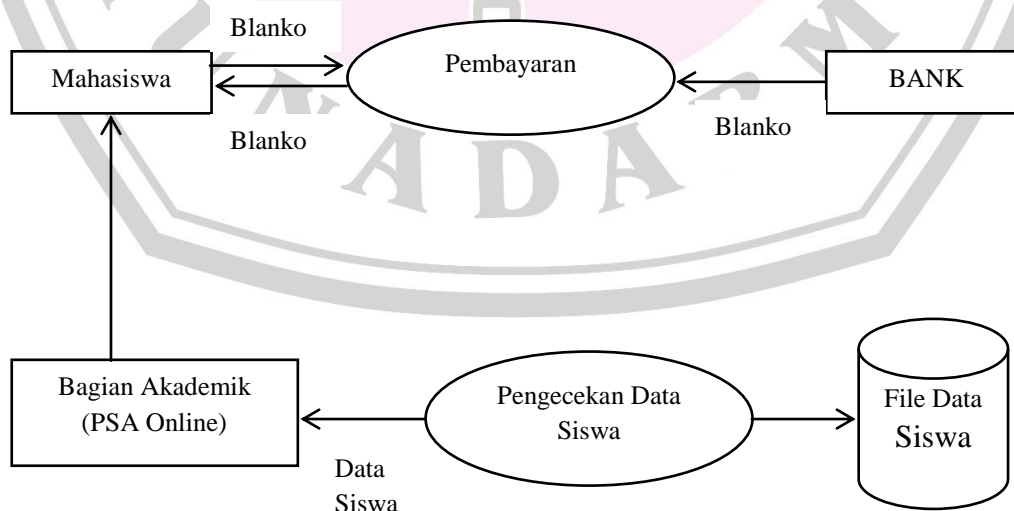 Blanko
Mahasiswa
Pembayaran
BANK
Blanko
Blanko
Bagian Akademik
(PSA Online)
Pengecekan Data
Siswa
File Data
Siswa
Data
Siswa